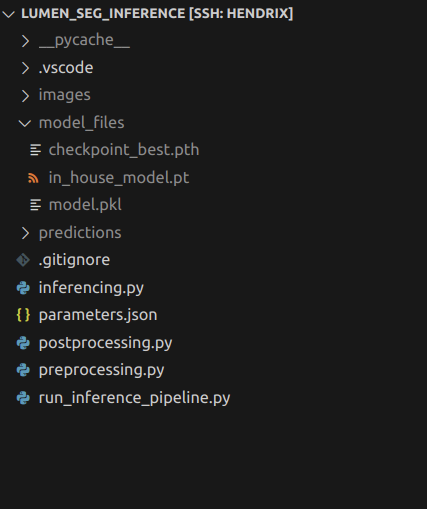 LUMEN_SEG_INFERENCE [SSH: HENDRIX]
__pycache__
.vscode
images
model_files
checkpoint_best.pth
in_house_model.pt
model.pkl
predictions
.gitignore
inferencing.py
{ } parameters.json
postprocessing.py
preprocessing.py
run_inference_pipeline.py